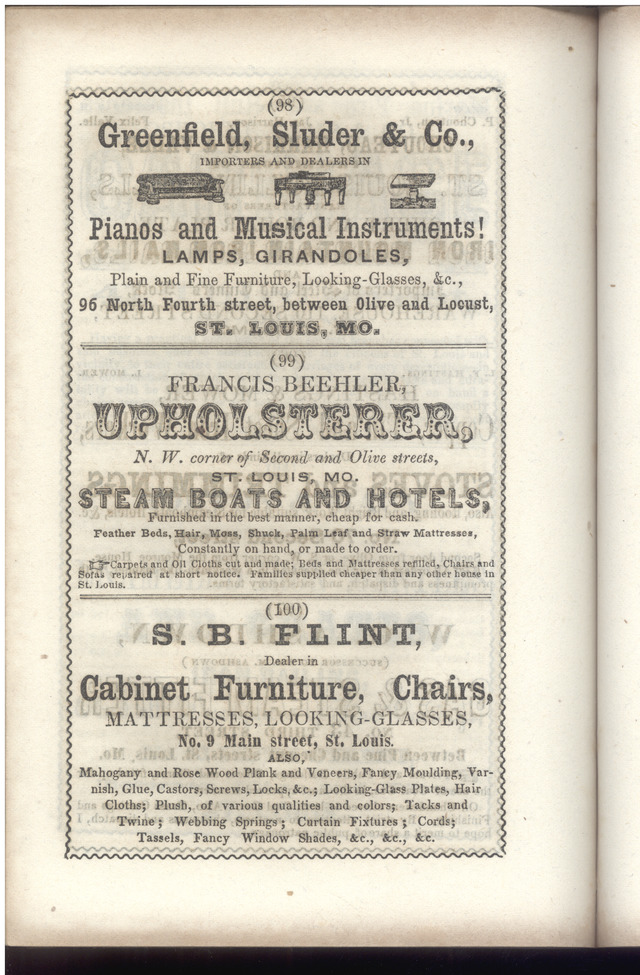 (98)
Greenfield, Sluder & Co.,
IMPORTERS AND DEALERS IN
Pianos and Musical Instruments!
LAMPS, GIRANDOLES,
Plain and Fine Furniture, Looking-Glasses, &c.,
96 North Fourth street, between Olive and Locust,
ST. LOUIS, MO.
(99)
FRANCIS BEEHLER,
UPHOLSTERER,
N. W. corner of Second and Olive streets,
ST. LOUIS, MO.
STEAM BOATS AND HOTELS,
Furnished in the best manner, cheap for cash.
Feather Beds, Hair, Moss, Shuck, Palm Leaf and Straw Mattresses,
Constantly on hand, or made to order.
☞Carpets and Oil Cloths cut and made; Beds and Mattresses refilled, Chairs and
Sofas repaired at short notice. Families supplied cheaper than any other house in
St. Louis.
(100)
S. B. FLINT,
Dealer in
Cabinet Furniture, Chairs,
MATTRESSES, LOOKING-GLASSES,
No. 9 Main street, St. Louis.
ALSO,
Mahogany and Rose Wood Plank and Veneers, Fancy Moulding, Var-
nish, Glue, Castors, Screws, Locks, &c.; Looking-Glass Plates, Hair
Cloths; Plush, of various qualities and colors; Tacks and
Twine; Webbing Springs; Curtain Fixtures; Cords;
Tassels, Fancy Window Shades, &c., &c., &c.